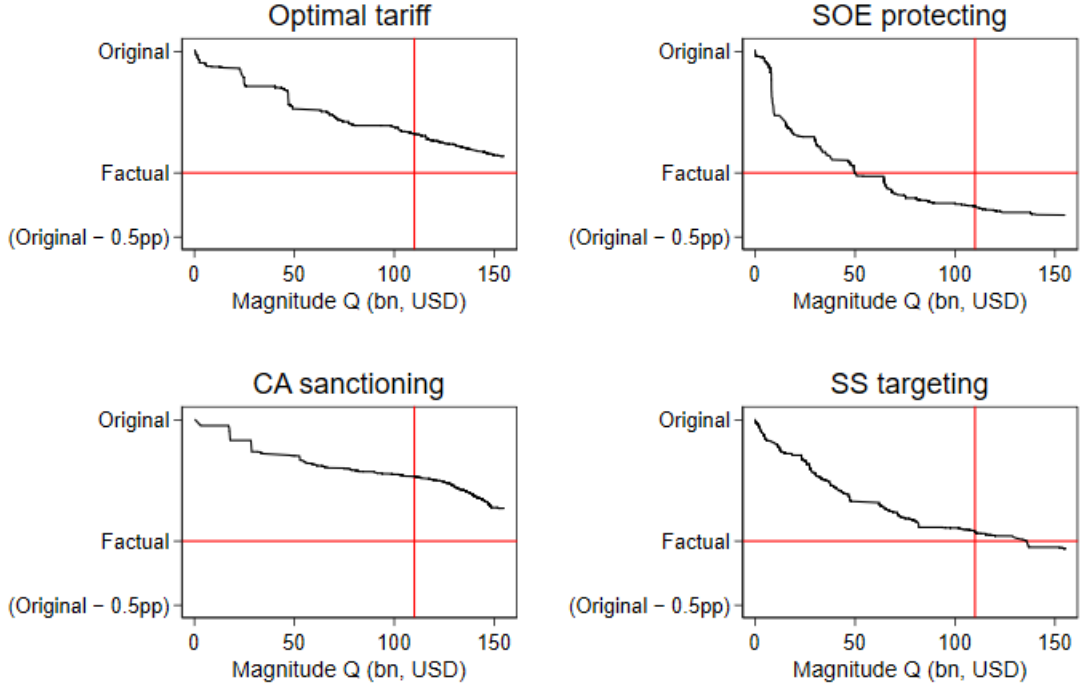 Optimal tariff
Original
Factual
(Original − 0.5pp)
0 50 100 150
Magnitude Q (bn, USD)
SOE protecting
Original
Factual
(Original − 0.5pp)
0 50 100 150
Magnitude Q (bn, USD)
CA sanctioning
Original
Factual
(Original − 0.5pp)
0 50 100 150
Magnitude Q (bn, USD)
SS targeting
Original
Factual
(Original − 0.5pp)
0 50 100 150
Magnitude Q (bn, USD)